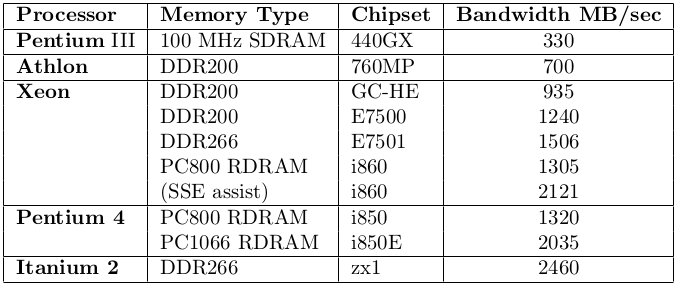 Processor Memory Type Chipset Bandwidth MB/sec
Pentium III 100 MHz SDRAM 440GX 330
Athlon DDR200 760MP 700
Xeon DDR200 GC-HE 935
DDR200 E7500 1240
DDR266 E7501 1506
PC800 RDRAM i860 1305
(SSE assist) i860 2121
Pentium 4 PC800 RDRAM i850 1320
PC1066 RDRAM i850E 2035
Itanium 2 DDR266 zx1 2460